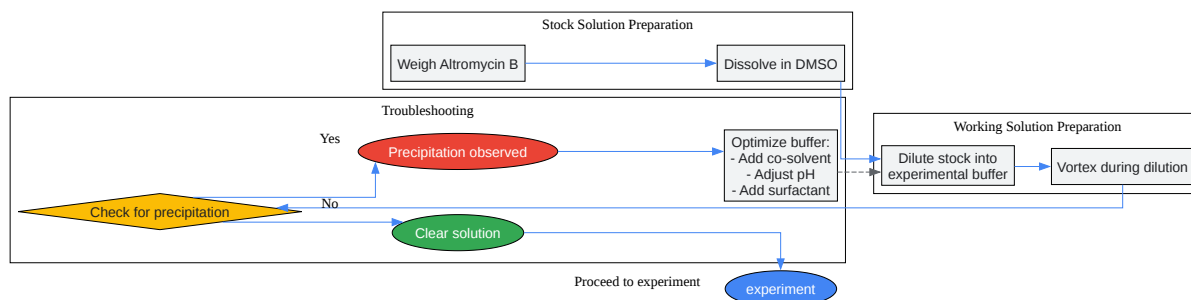 Stock Solution Preparation
Weigh Altromycin B
Dissolve in DMSO
Troubleshooting
Yes
Precipitation observed
Optimize buffer:
- Add co-solvent
- Adjust pH
- Add surfactant
Working Solution Preparation
Dilute stock into
experimental buffer
Vortex during dilution
Check for precipitation
No
Clear solution
Proceed to experiment
experiment